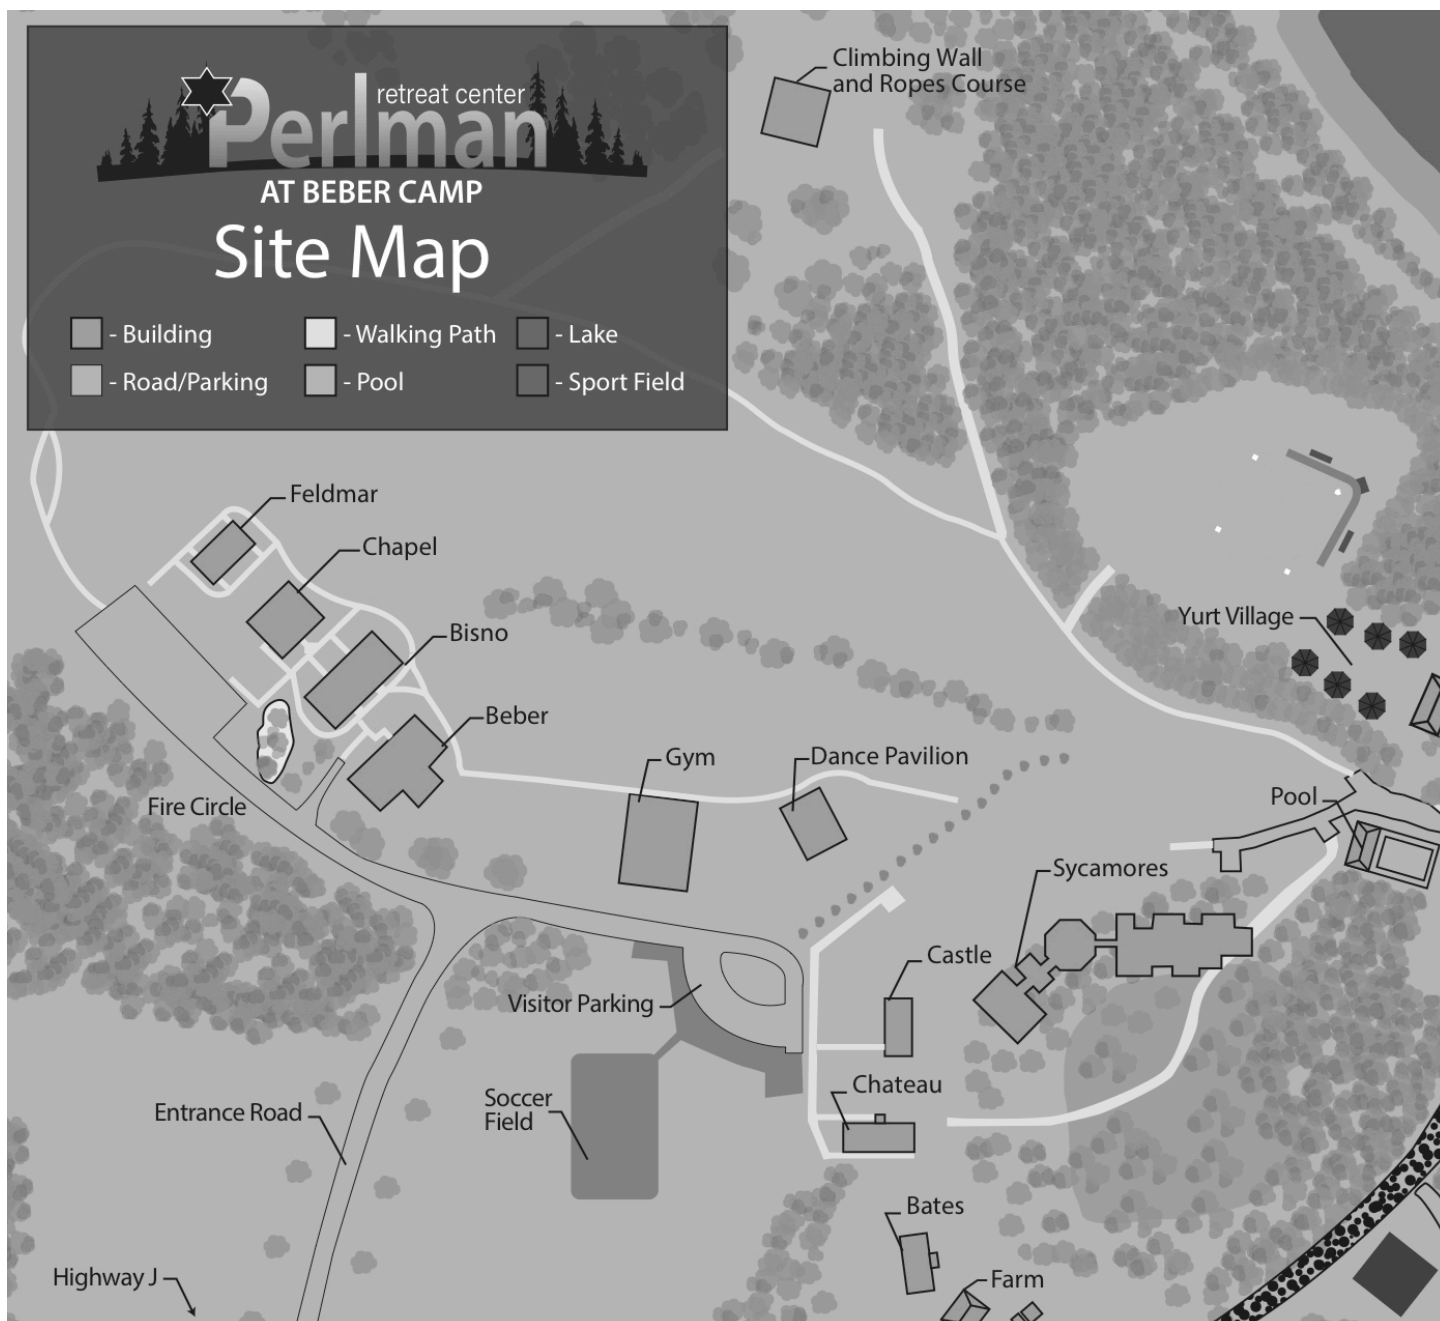 retreat center
Perlman
AT BEBER CAMP
Site Map
- Building
- Walking Path
- Lake
- Road/Parking
- Pool
- Sport Field
Climbing Wall
and Ropes Course
Feldmar
Chapel
Bisno
Yurt Village
Beber
Gym
Dance Pavilion
Pool
Fire Circle
Sycamores
Castle
Visitor Parking
Chateau
Soccer
Field
Entrance Road
Bates
Highway J
Farm